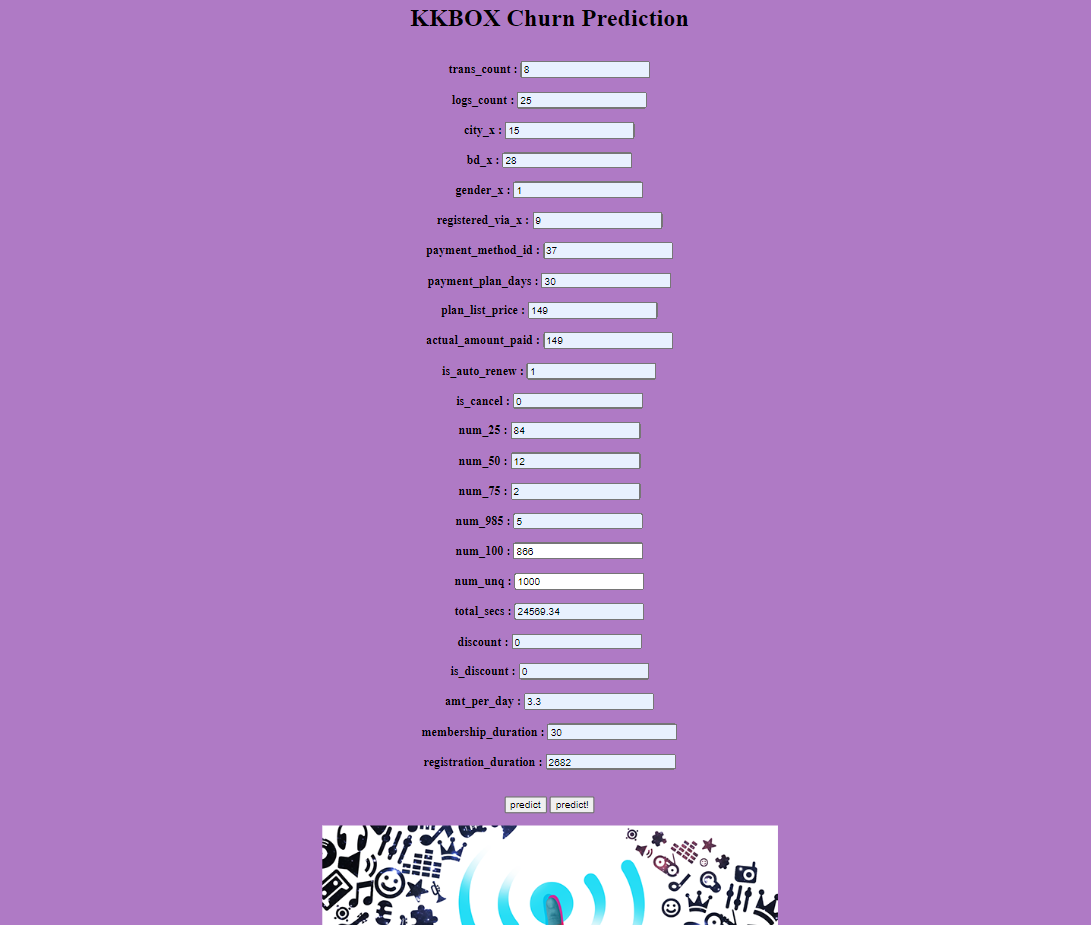 KKBOX Churn Prediction
trans_count : 8
logs_count : 25
city_x : 15
bd_x : 28
gender_x : 1
registered_via_x : 9
payment_method_id : 37
payment_plan_days : 30
plan_list_price : 149
actual_amount_paid : 149
is_auto_renew : 1
is_cancel : 0
num_25 : 84
num_50 : 12
num_75 : 2
num_985 : 5
num_100 : 866
num_unq : 1000
total_secs : 24569.34
discount : 0
is_discount : 0
amt_per_day : 3.3
membership_duration : 30
registration_duration : 2682
predict predict!